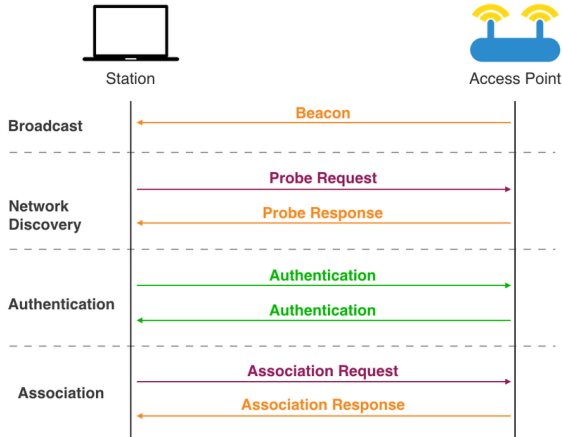 Station
Access Point
Broadcast
Beacon
Network
Discovery
Probe Request
Probe Response
Authentication
Authentication
Authentication
Association
Association Request
Association Response